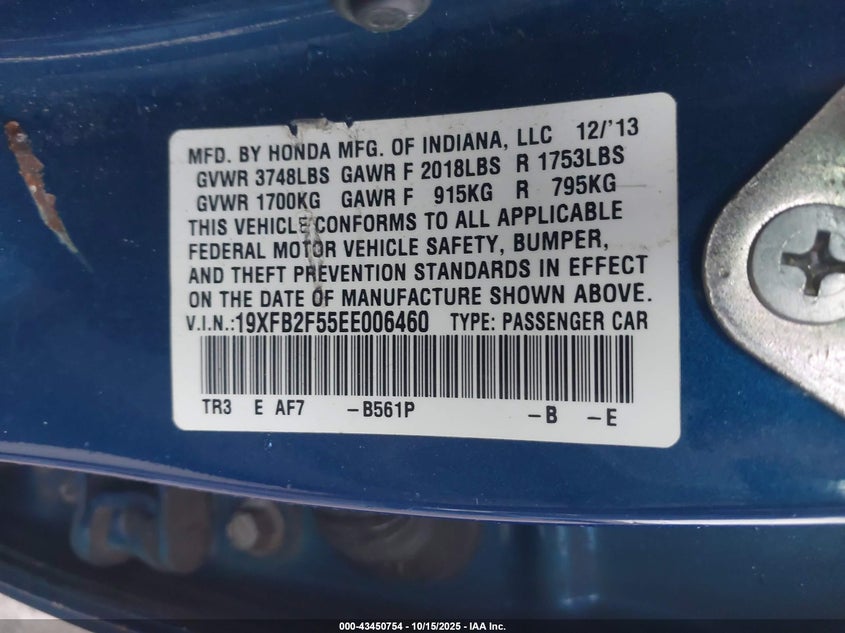 MFD. BY HONDA MFG. OF INDIANA, LLC 12/'13
GVWR 3748LBS GAWR F 2018LBS R 1753LBS
GVWR 1700KG GAWR F 915KG R 795KG
THIS VEHICLE CONFORMS TO ALL APPLICABLE
FEDERAL MOTOR VEHICLE SAFETY, BUMPER,
AND THEFT PREVENTION STANDARDS IN EFFECT
ON THE DATE OF MANUFACTURE SHOWN ABOVE.
V.I.N.:19XFB2F55EE006460 TYPE: PASSENGER CAR
TR3 E AF7 -B561P -B -E
000-43450754 - 10/15/2025 - IAA Inc.